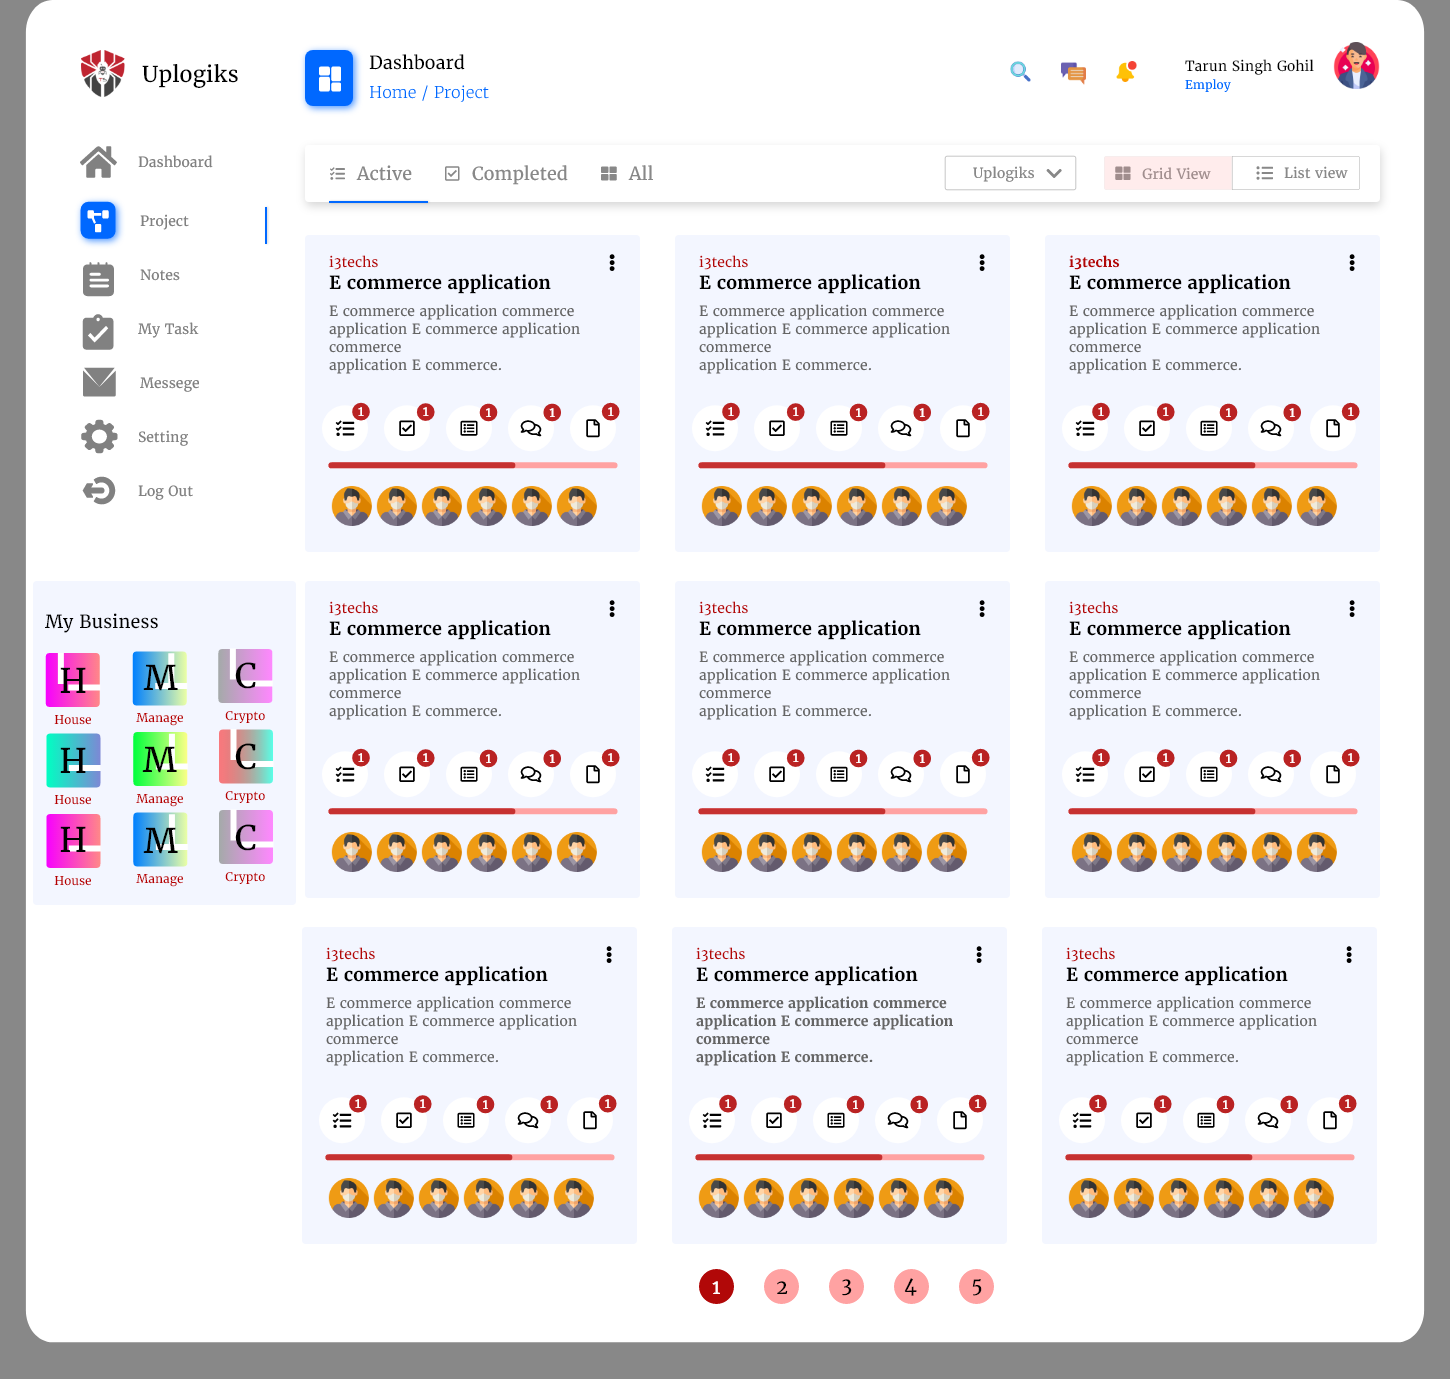 Uplogiks
Dashboard
Home / Project
Tarun Singh Gohil
Employ
Dashboard
Project
Notes
My Task
Messege
Setting
Log Out
Active
Completed
All
Uplogiks
Grid View
List view
i3techs
E commerce application
E commerce application commerce
application E commerce application
commerce
application E commerce.
1 1 1 1 1
i3techs
E commerce application
E commerce application commerce
application E commerce application
commerce
application E commerce.
1 1 1 1 1
i3techs
E commerce application
E commerce application commerce
application E commerce application
commerce
application E commerce.
1 1 1 1 1
My Business
H M C
House Manage Crypto
H M C
House Manage Crypto
H M C
House Manage Crypto
i3techs
E commerce application
E commerce application commerce
application E commerce application
commerce
application E commerce.
1 1 1 1 1
i3techs
E commerce application
E commerce application commerce
application E commerce application
commerce
application E commerce.
1 1 1 1 1
i3techs
E commerce application
E commerce application commerce
application E commerce application
commerce
application E commerce.
1 1 1 1 1
i3techs
E commerce application
E commerce application commerce
application E commerce application
commerce
application E commerce.
1 1 1 1 1
i3techs
E commerce application
E commerce application commerce
application E commerce application
commerce
application E commerce.
1 1 1 1 1
i3techs
E commerce application
E commerce application commerce
application E commerce application
commerce
application E commerce.
1 1 1 1 1
1 2 3 4 5